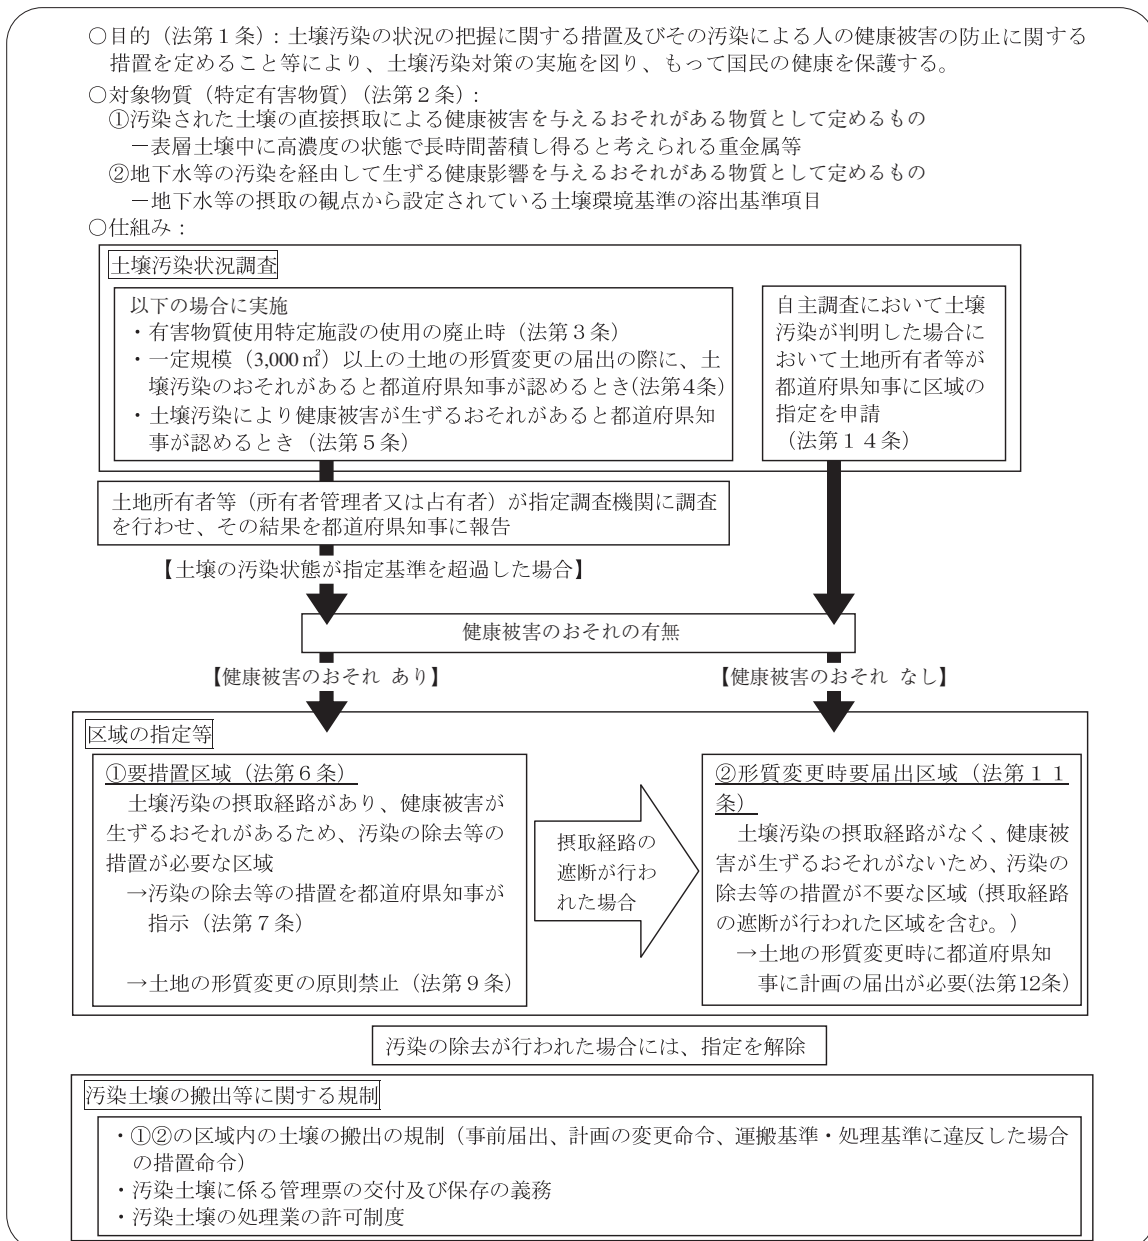 ○目的（法第１条）：土壌汚染の状況の把握に関する措置及びその汚染による人の健康被害の防止に関する
措置を定めること等により、土壌汚染対策の実施を図り、もって国民の健康を保護する。
○対象物質（特定有害物質）（法第２条）：
①汚染された土壌の直接摂取による健康被害を与えるおそれがある物質として定めるもの
－表層土壌中に高濃度の状態で長時間蓄積し得ると考えられる重金属等
②地下水等の汚染を経由して生ずる健康影響を与えるおそれがある物質として定めるもの
－地下水等の摂取の観点から設定されている土壌環境基準の溶出基準項目
○仕組み：
土壌汚染状況調査
以下の場合に実施
・有害物質使用特定施設の使用の廃止時（法第３条）
・一定規模（3,000㎡）以上の土地の形質変更の届出の際に、土
壌汚染のおそれがあると都道府県知事が認めるとき(法第4条)
・土壌汚染により健康被害が生ずるおそれがあると都道府県知
事が認めるとき（法第５条）
自主調査において土壌
汚染が判明した場合に
おいて土地所有者等が
都道府県知事に区域の
指定を申請
（法第１４条）
土地所有者等（所有者管理者又は占有者）が指定調査機関に調査
を行わせ、その結果を都道府県知事に報告
【土壌の汚染状態が指定基準を超過した場合】
健康被害のおそれの有無
【健康被害のおそれ あり】
【健康被害のおそれ なし】
区域の指定等
①要措置区域（法第６条）
土壌汚染の摂取経路があり、健康被害が
生ずるおそれがあるため、汚染の除去等の
措置が必要な区域
→汚染の除去等の措置を都道府県知事が
指示（法第７条）
→土地の形質変更の原則禁止（法第９条）
摂取経路の
遮断が行わ
れた場合
②形質変更時要届出区域（法第１１
条）
土壌汚染の摂取経路がなく、健康被
害が生ずるおそれがないため、汚染の
除去等の措置が不要な区域（摂取経路
の遮断が行われた区域を含む。）
→土地の形質変更時に都道府県知
事に計画の届出が必要(法第12条)
汚染の除去が行われた場合には、指定を解除
汚染土壌の搬出等に関する規制
・①②の区域内の土壌の搬出の規制（事前届出、計画の変更命令、運搬基準・処理基準に違反した場合
の措置命令）
・汚染土壌に係る管理票の交付及び保存の義務
・汚染土壌の処理業の許可制度